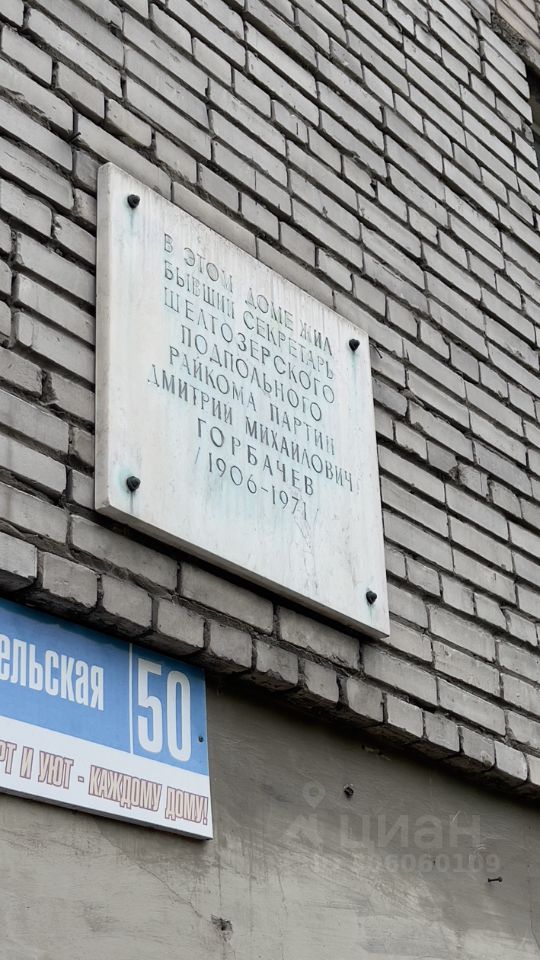 В ЭТОМ ДОМЕ ЖИЛ
БЫВШИЙ СЕКРЕТАРЬ
ШЕЛТОЗЕРСКОГО
ПОДПОЛЬНОГО
РАЙКОМА ПАРТИИ
ДМИТРИЙ МИХАЙЛОВИЧ
ГОРБАЧЕВ
/1906-1971/
ельская 50
рт и уют - каждому дому!
циан